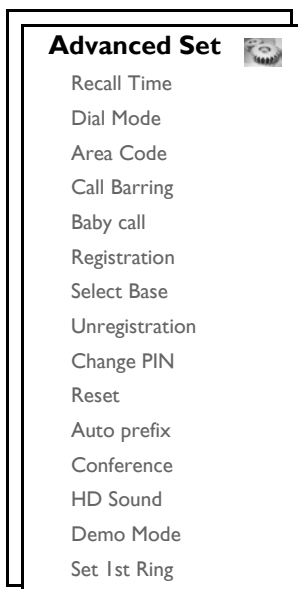 Advanced Set
Recall Time
Dial Mode
Area Code
Call Barring
Baby call
Registration
Select Base
Unregistration
Change PIN
Reset
Auto prefix
Conference
HD Sound
Demo Mode
Set 1st Ring